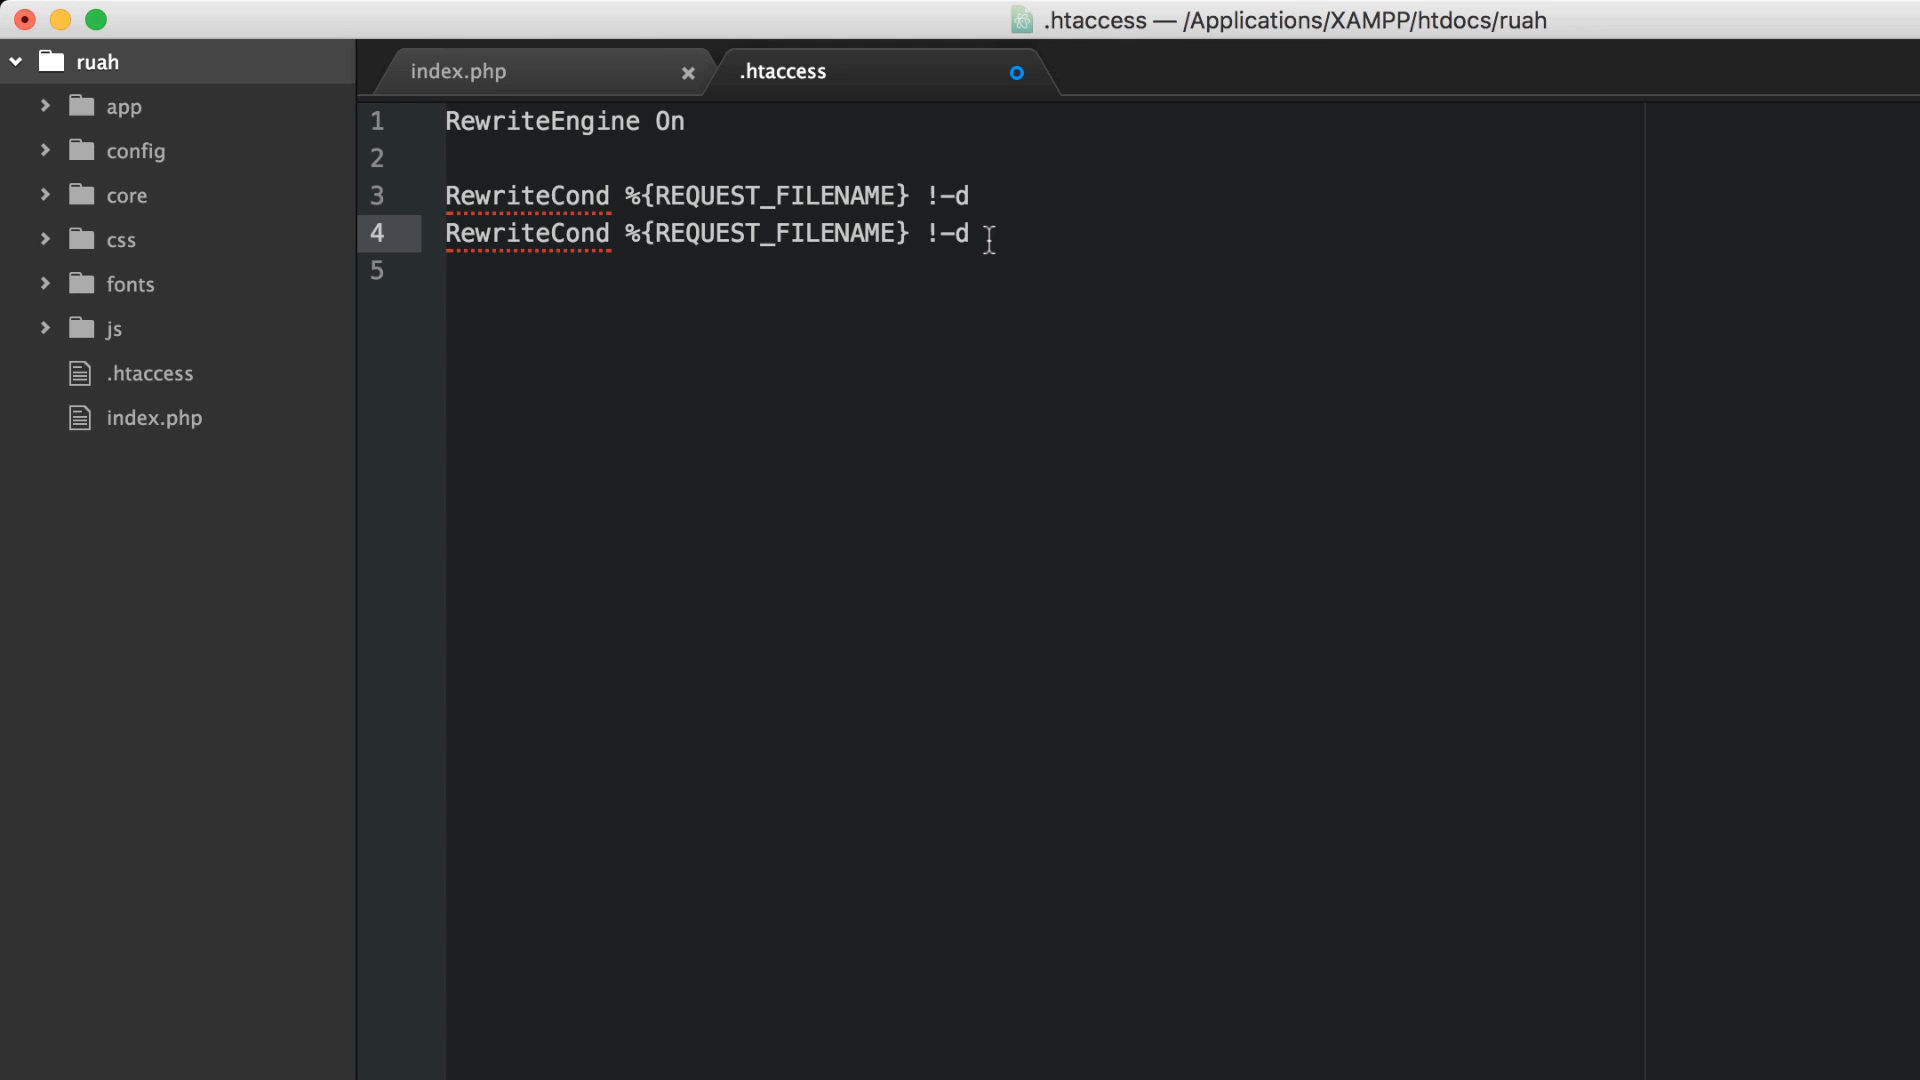 .htaccess — /Applications/XAMPP/htdocs/ruah
ruah
app
config
core
css
fonts
js
.htaccess
index.php
index.php
.htaccess
1 RewriteEngine On
2
3 RewriteCond %{REQUEST_FILENAME} !-d
4 RewriteCond %{REQUEST_FILENAME} !-d
5